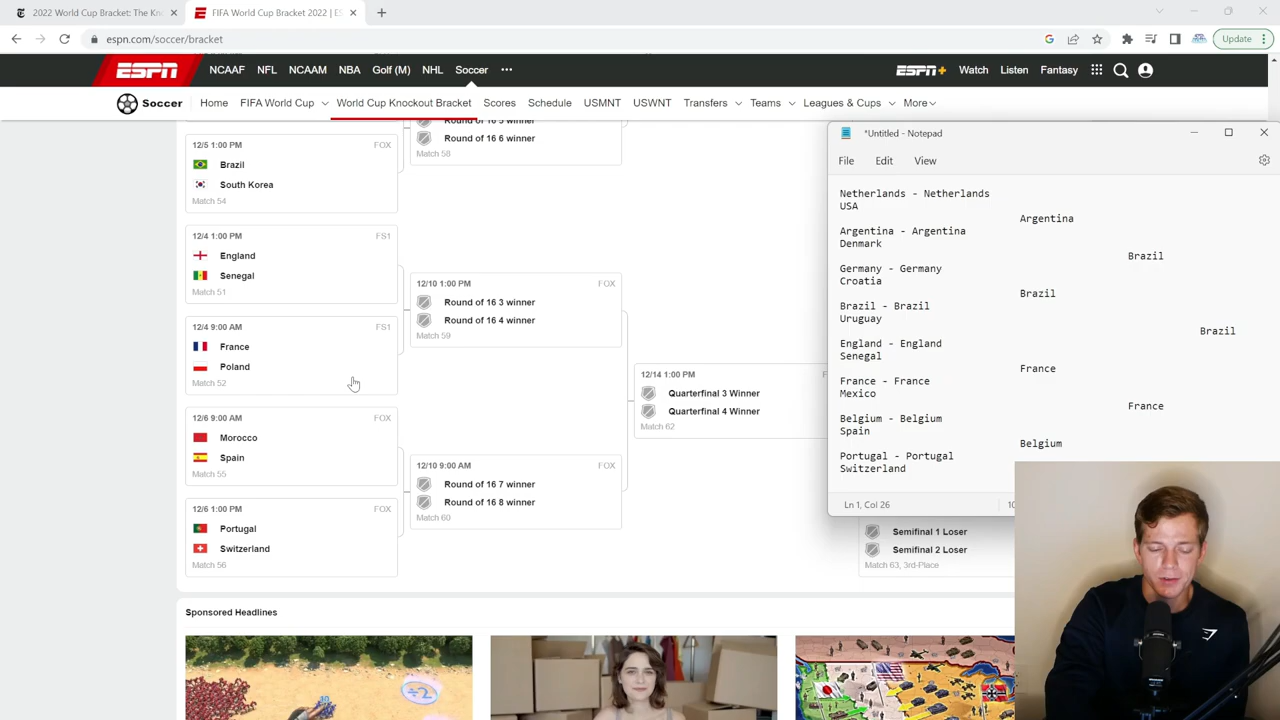 2022 World Cup Bracket: The Kn
FIFA World Cup Bracket 2022 | ES
espn.com/soccer/bracket
Update
ESPN
NCAAF
NFL
NCAAM
NBA
Golf (M)
NHL
Soccer
ESPN+
Watch
Listen
Fantasy
Soccer
Home
FIFA World Cup
World Cup Knockout Bracket
Scores
Schedule
USMNT
USWNT
Transfers
Teams
Leagues & Cups
More
12/5 1:00 PM FOX
Brazil
South Korea
Match 54
12/4 1:00 PM FS1
England
Senegal
Match 51
12/4 9:00 AM FS1
France
Poland
Match 52
12/6 9:00 AM FOX
Morocco
Spain
Match 55
12/6 1:00 PM FOX
Portugal
Switzerland
Match 56
Round of 16 5 winner
Round of 16 6 winner
Match 58
12/10 1:00 PM FOX
Round of 16 3 winner
Round of 16 4 winner
Match 59
12/10 9:00 AM FOX
Round of 16 7 winner
Round of 16 8 winner
Match 60
12/14 1:00 PM F
Quarterfinal 3 Winner
Quarterfinal 4 Winner
Match 62
Semifinal 1 Loser
Semifinal 2 Loser
Match 63, 3rd-Place
*Untitled - Notepad
File Edit View
Netherlands - Netherlands
USA
Argentina
Argentina - Argentina
Denmark
Brazil
Germany - Germany
Croatia
Brazil
Brazil - Brazil
Uruguay
Brazil
England - England
Senegal
France
France - France
Mexico
France
Belgium - Belgium
Spain
Belgium
Portugal - Portugal
Switzerland
Ln 1, Col 26
10
Sponsored Headlines